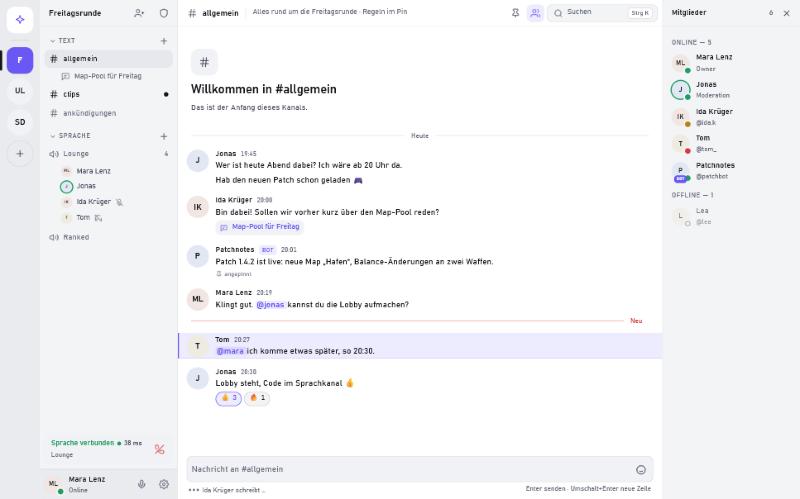 Freitagsrunde
# allgemein
Alles rund um die Freitagsrunde · Regeln im Pin
Suchen
Strg K
Mitglieder
6
F
UL
SD
TEXT
# allgemein
Map-Pool für Freitag
# clips
# ankündigungen
SPRACHE
Lounge
4
ML Mara Lenz
J Jonas
IK Ida Krüger
T Tom
Ranked
Sprache verbunden
38 ms
Lounge
ML
Mara Lenz
Online
#
Willkommen in #allgemein
Das ist der Anfang dieses Kanals.
Heute
J
Jonas 19:45
Wer ist heute Abend dabei? Ich wäre ab 20 Uhr da.
Hab den neuen Patch schon geladen 🎮
IK
Ida Krüger 20:00
Bin dabei! Sollen wir vorher kurz über den Map-Pool reden?
Map-Pool für Freitag
P
Patchnotes BOT 20:01
Patch 1.4.2 ist live: neue Map „Hafen“, Balance-Änderungen an zwei Waffen.
angepinnt
ML
Mara Lenz 20:19
Klingt gut. @jonas kannst du die Lobby aufmachen?
Neu
T
Tom 20:27
@mara ich komme etwas später, so 20:30.
J
Jonas 20:30
Lobby steht, Code im Sprachkanal 🔥
3
1
Nachricht an #allgemein
Ida Krüger schreibt …
Enter senden · Umschalt+Enter neue Zeile
ONLINE — 5
ML
Mara Lenz
Owner
J
Jonas
Moderation
IK
Ida Krüger
@ida.k
T
Tom
@tom_
P
BOT
Patchnotes
@patchbot
OFFLINE — 1
L
Lea
@lea